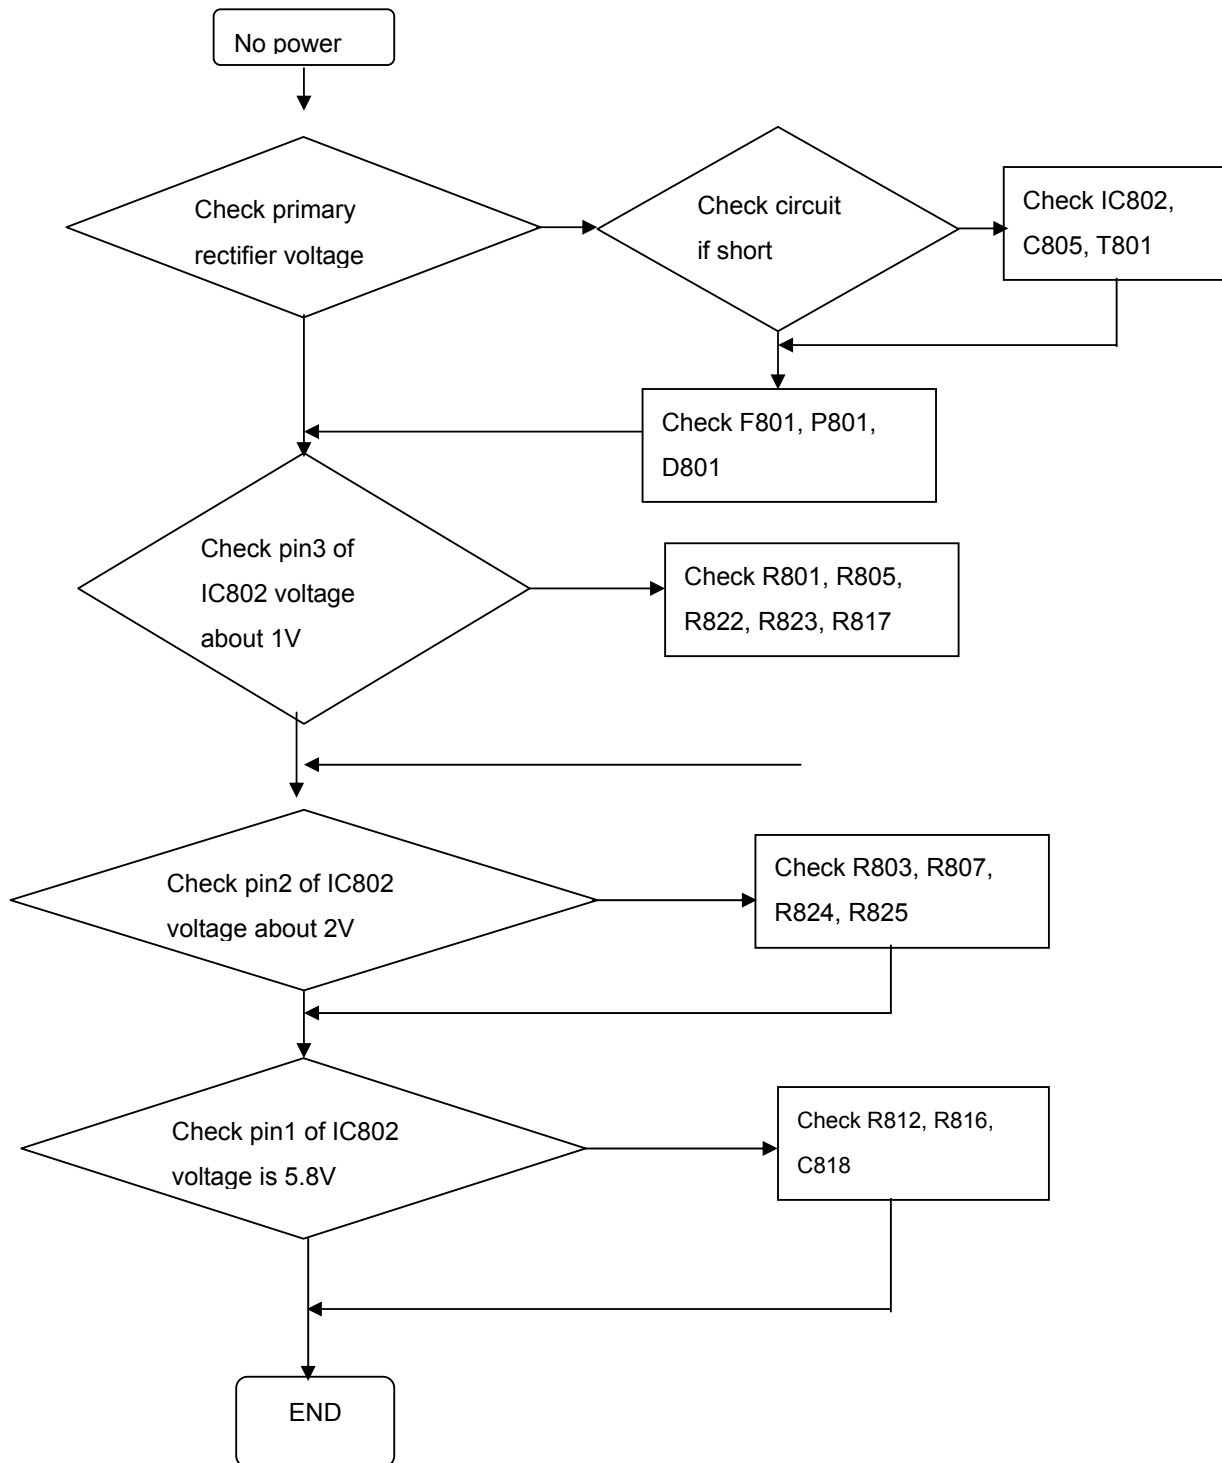 No power
Check primary
rectifier voltage
Check circuit
if short
Check IC802,
C805, T801
Check F801, P801,
D801
Check pin3 of
IC802 voltage
about 1V
Check R801, R805,
R822, R823, R817
Check pin2 of IC802
voltage about 2V
Check R803, R807,
R824, R825
Check pin1 of IC802
voltage is 5.8V
Check R812, R816,
C818
END